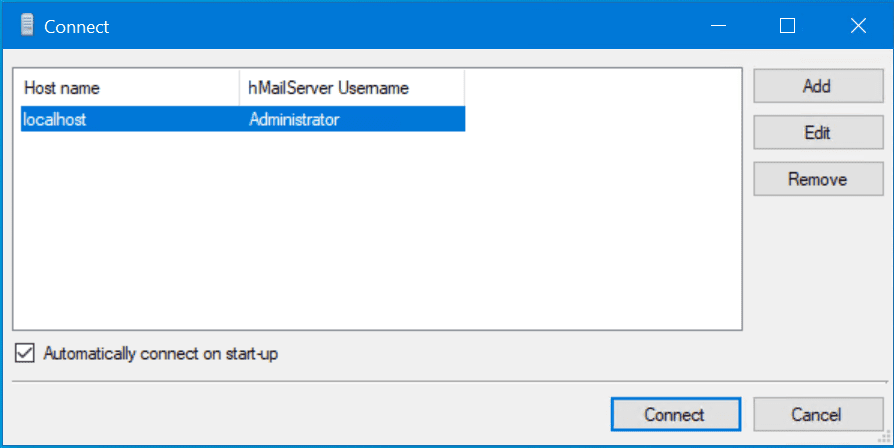 Connect
Host name hMailServer Username
localhost Administrator
Add
Edit
Remove
Automatically connect on start-up
Connect Cancel